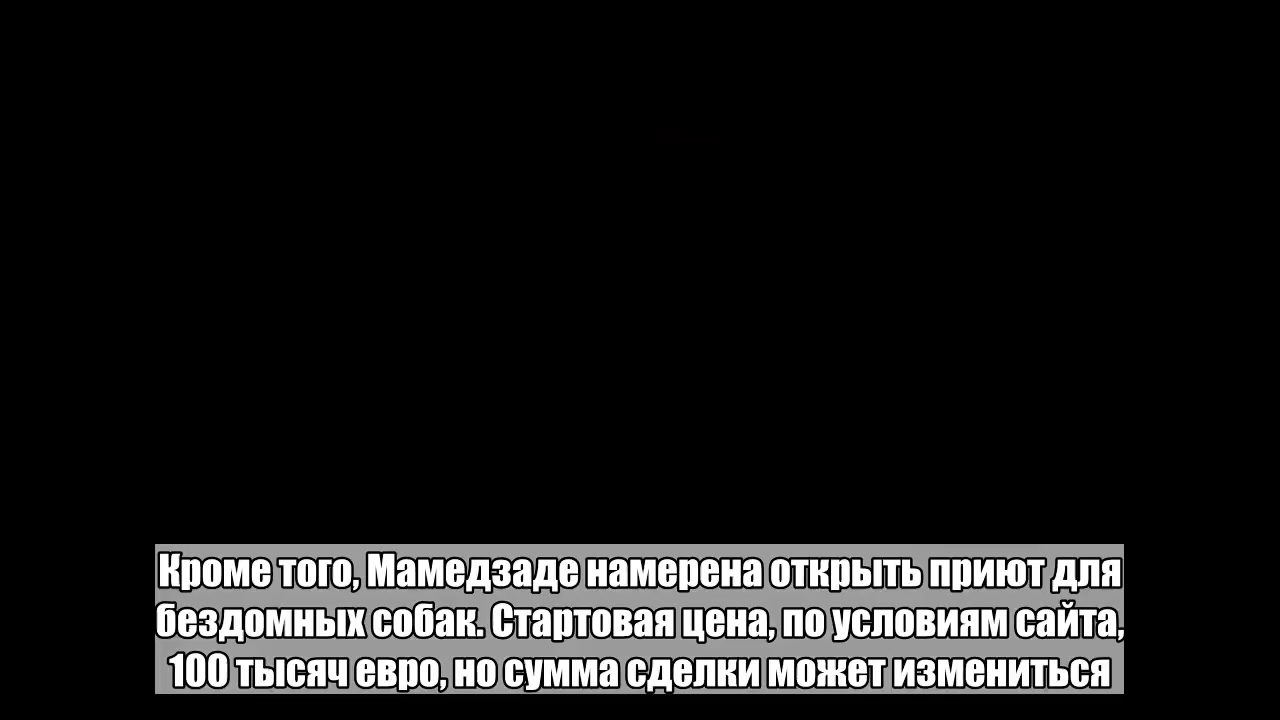 Кроме того, Мамедзаде намерена открыть приют для
бездомных собак. Стартовая цена, по условиям сайта,
100 тысяч евро, но сумма сделки может измениться